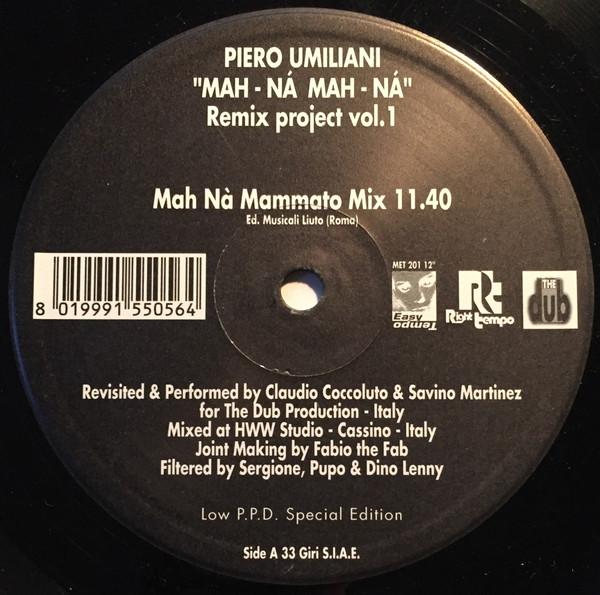 PIERO UMILIANI
"MAH - NÁ MAH - NÁ"
Remix project vol.1
Mah Nà Mammato Mix 11.40
Ed. Musicali Liuto (Roma)
8 019991 550564
MET 201 12"
Easy
Tempo
Rt
Right tempo
THE
dub
Revisited & Performed by Claudio Coccoluto & Savino Martinez
for The Dub Production - Italy
Mixed at HWW Studio - Cassino - Italy
Joint Making by Fabio the Fab
Filtered by Sergione, Pupo & Dino Lenny
Low P.P.D. Special Edition
Side A 33 Giri S.I.A.E.